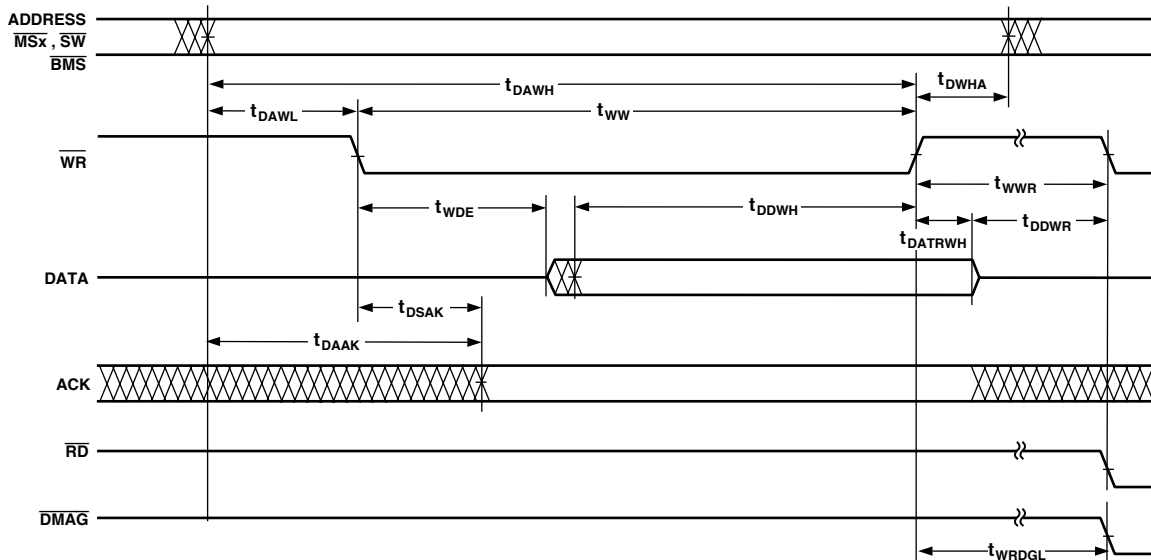 ADDRESS
MSx , SW
BMS
tDAWH
tDWHA
tDAWL
tWW
WR
tWWR
tWDE
tDDWH
tDATRWH
tDDWR
DATA
tDSAK
tDAAK
ACK
RD
DMAG
tWRDGL